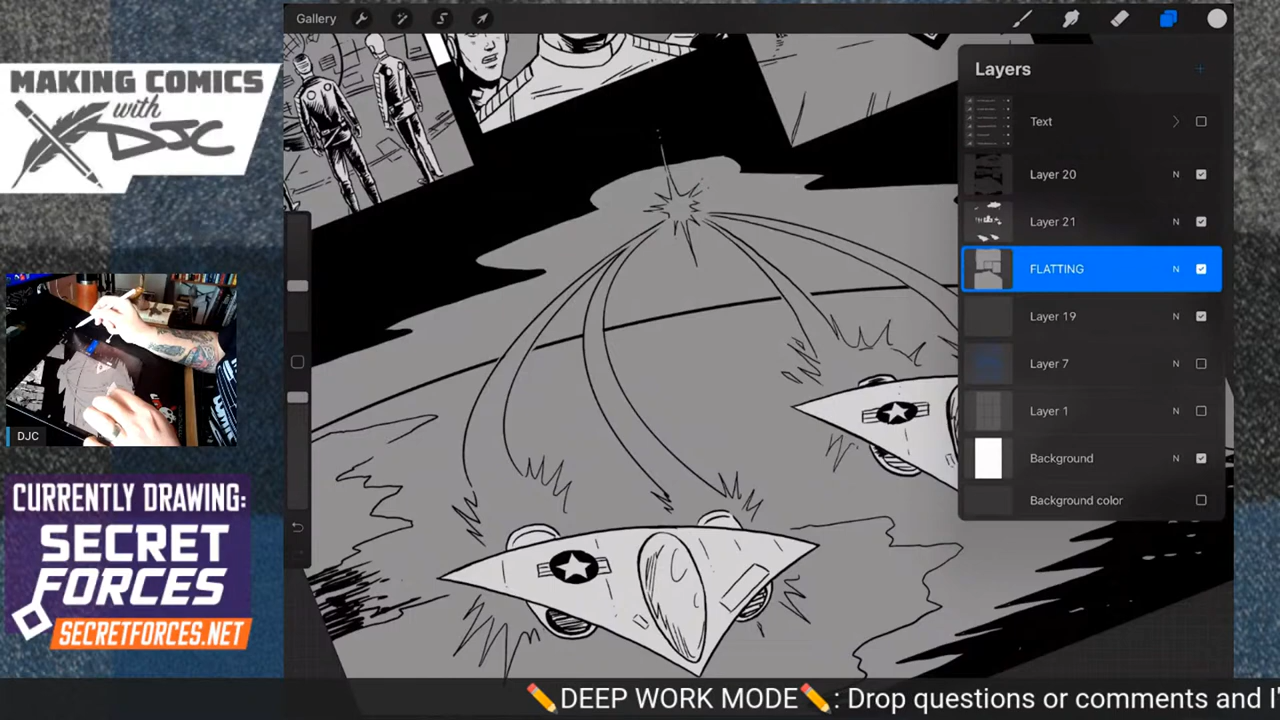 MAKING COMICS
with
DJC
DJC
CURRENTLY DRAWING:
SECRET
FORCES
SECRETFORCES.NET
Gallery
Layers
Text
Layer 20 N
Layer 21 N
FLATTING N
Layer 19 N
Layer 7 N
Layer 1 N
Background N
Background color
✏️DEEP WORK MODE✏️: Drop questions or comments and I'